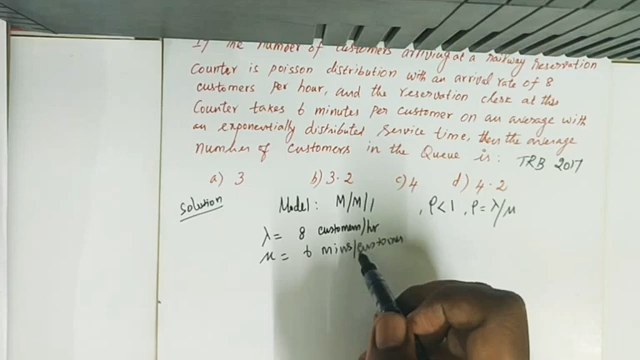 1) The number of customers arriving at a Railway Reservation
Counter is poisson distribution with an arrival rate of 8
customers per hour, and the reservation clerk at this
Counter takes 6 minutes per customer on an average with
an exponentially distributed service time, then the average
number of customers in the Queue is: TRB 2017
a) 3 b) 3.2 c) 4 d) 4.2
Solution Model: M/M/1 , ρ<1 , ρ=λ/μ
λ = 8 customers/hr
μ = 6 mins/customer